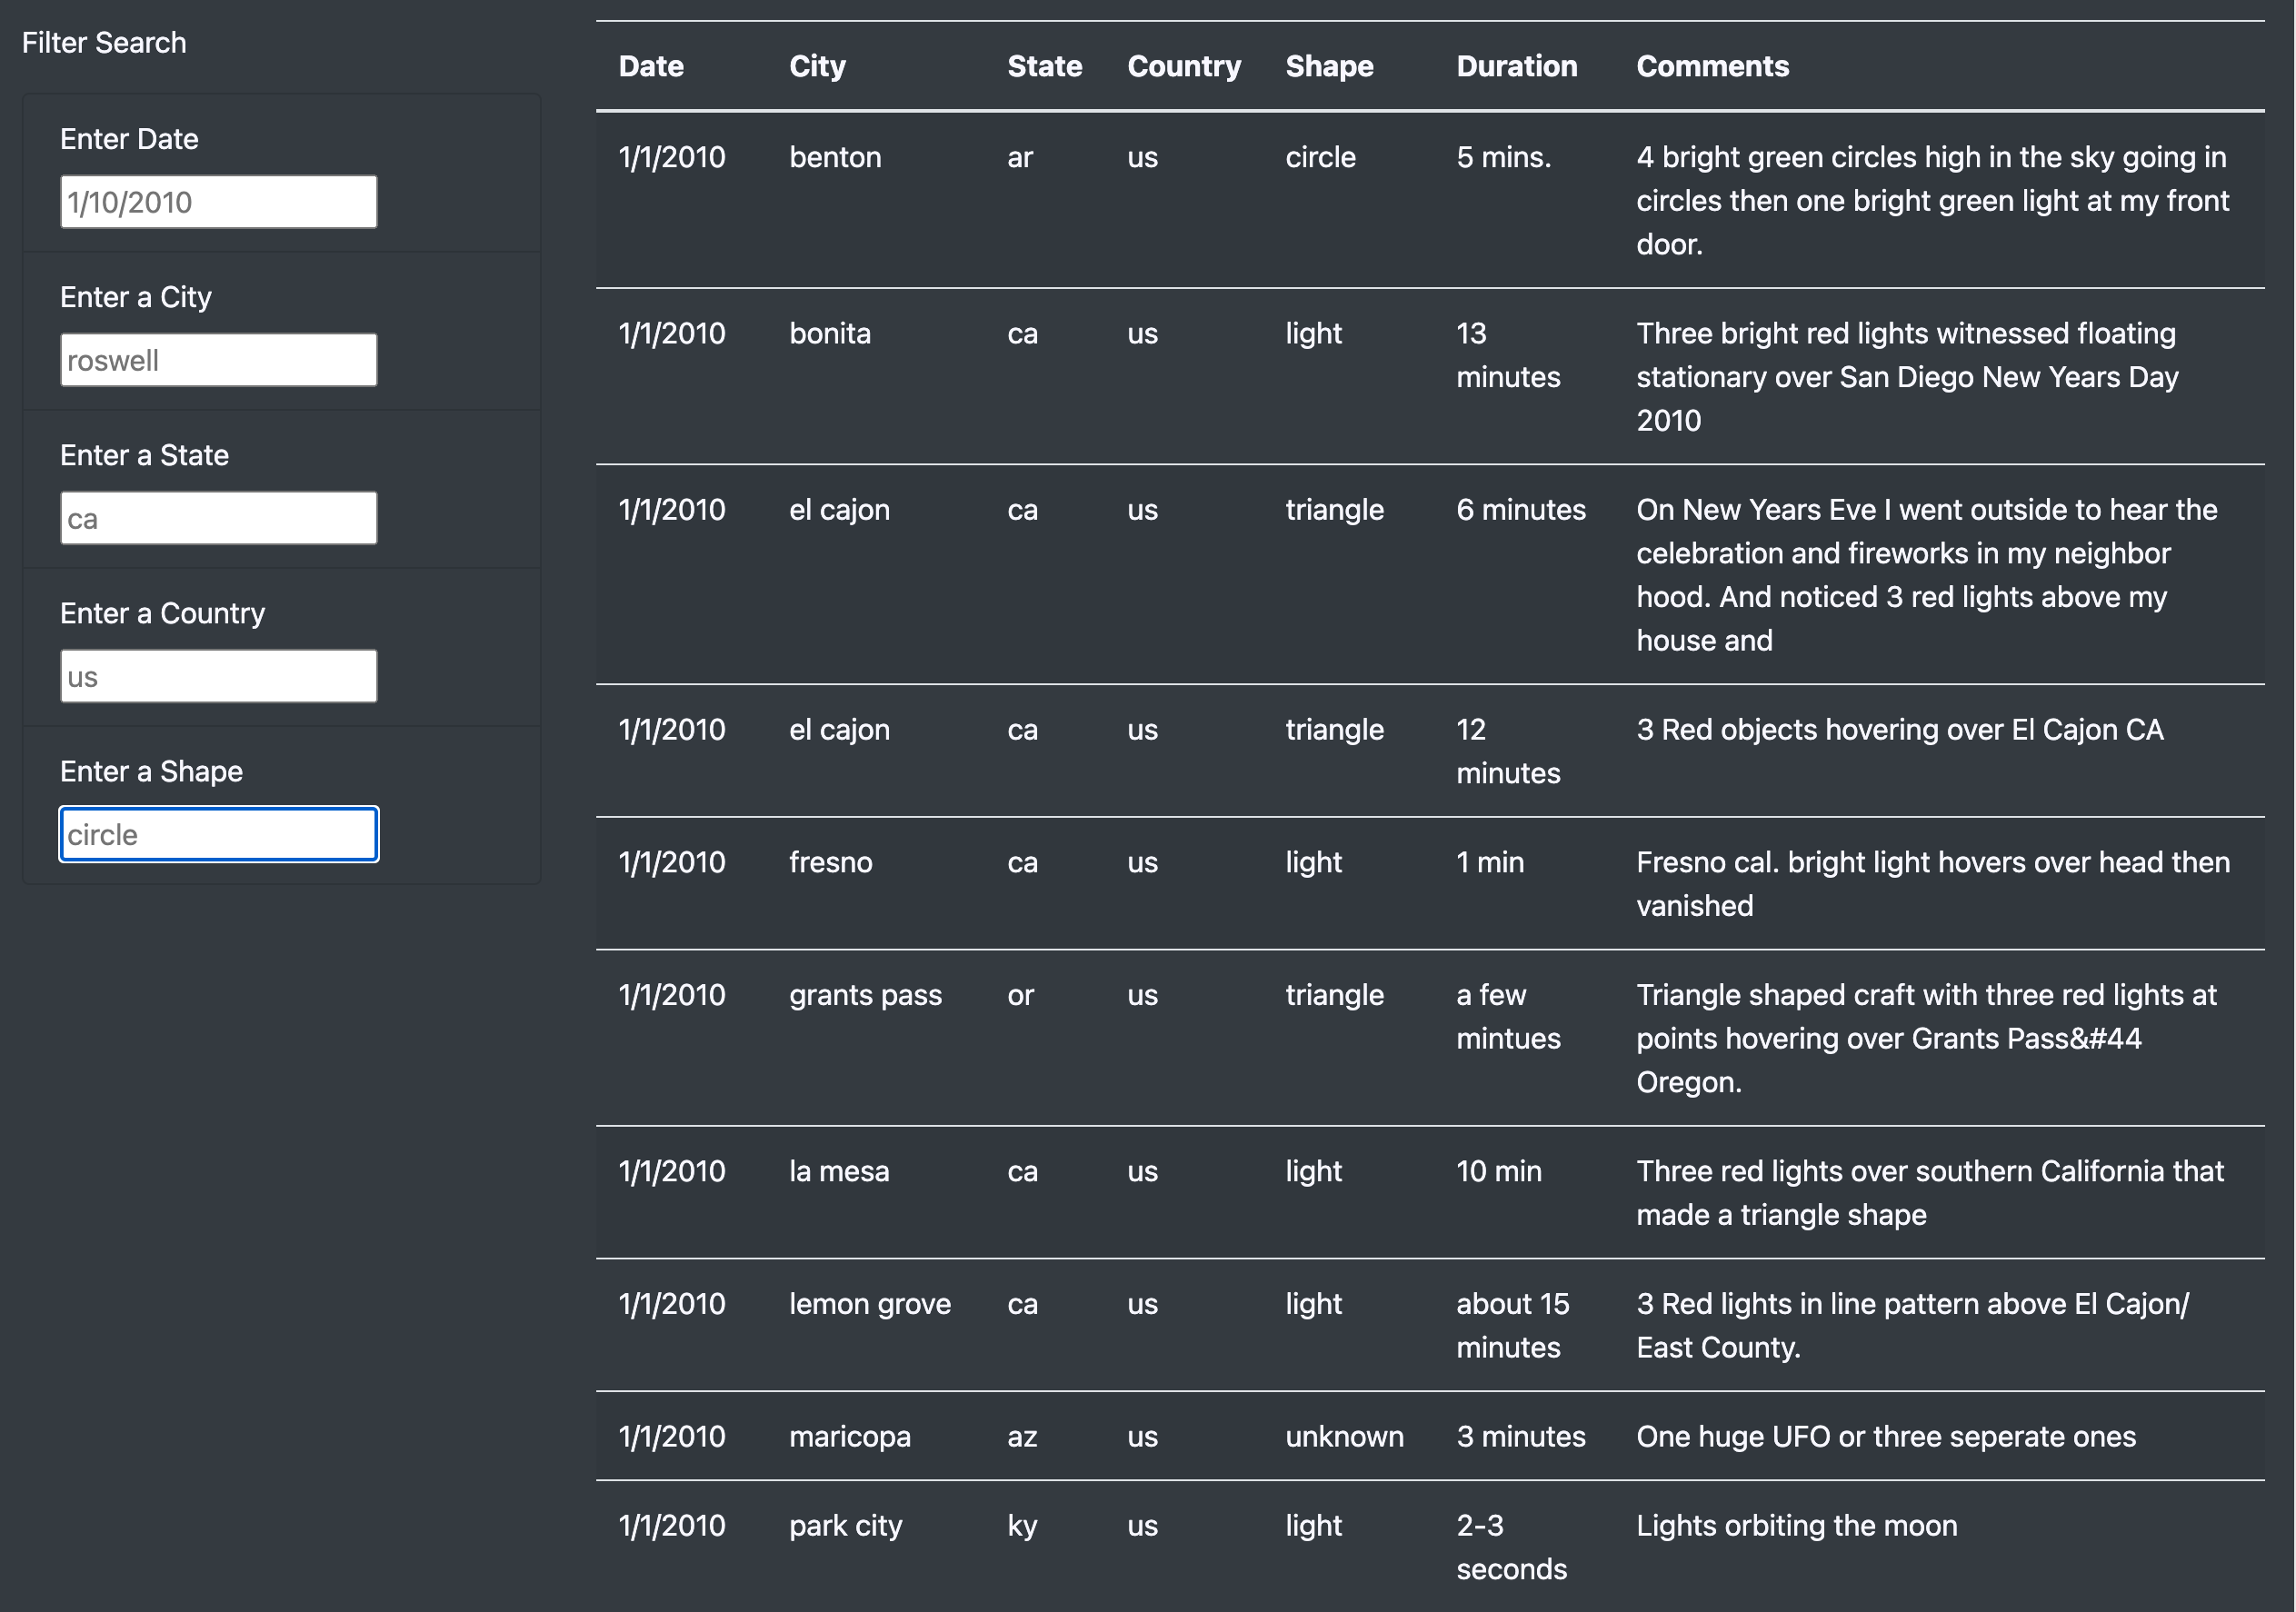 Filter Search
Enter Date
1/10/2010
Enter a City
roswell
Enter a State
ca
Enter a Country
us
Enter a Shape
circle
Date City State Country Shape Duration Comments
1/1/2010 benton ar us circle 5 mins. 4 bright green circles high in the sky going in
circles then one bright green light at my front
door.
1/1/2010 bonita ca us light 13 Three bright red lights witnessed floating
minutes stationary over San Diego New Years Day
2010
1/1/2010 el cajon ca us triangle 6 minutes On New Years Eve I went outside to hear the
celebration and fireworks in my neighbor
hood. And noticed 3 red lights above my
house and
1/1/2010 el cajon ca us triangle 12 3 Red objects hovering over El Cajon CA
minutes
1/1/2010 fresno ca us light 1 min Fresno cal. bright light hovers over head then
vanished
1/1/2010 grants pass or us triangle a few Triangle shaped craft with three red lights at
mintues points hovering over Grants Pass&#44
Oregon.
1/1/2010 la mesa ca us light 10 min Three red lights over southern California that
made a triangle shape
1/1/2010 lemon grove ca us light about 15 3 Red lights in line pattern above El Cajon/
minutes East County.
1/1/2010 maricopa az us unknown 3 minutes One huge UFO or three seperate ones
1/1/2010 park city ky us light 2-3 Lights orbiting the moon
seconds